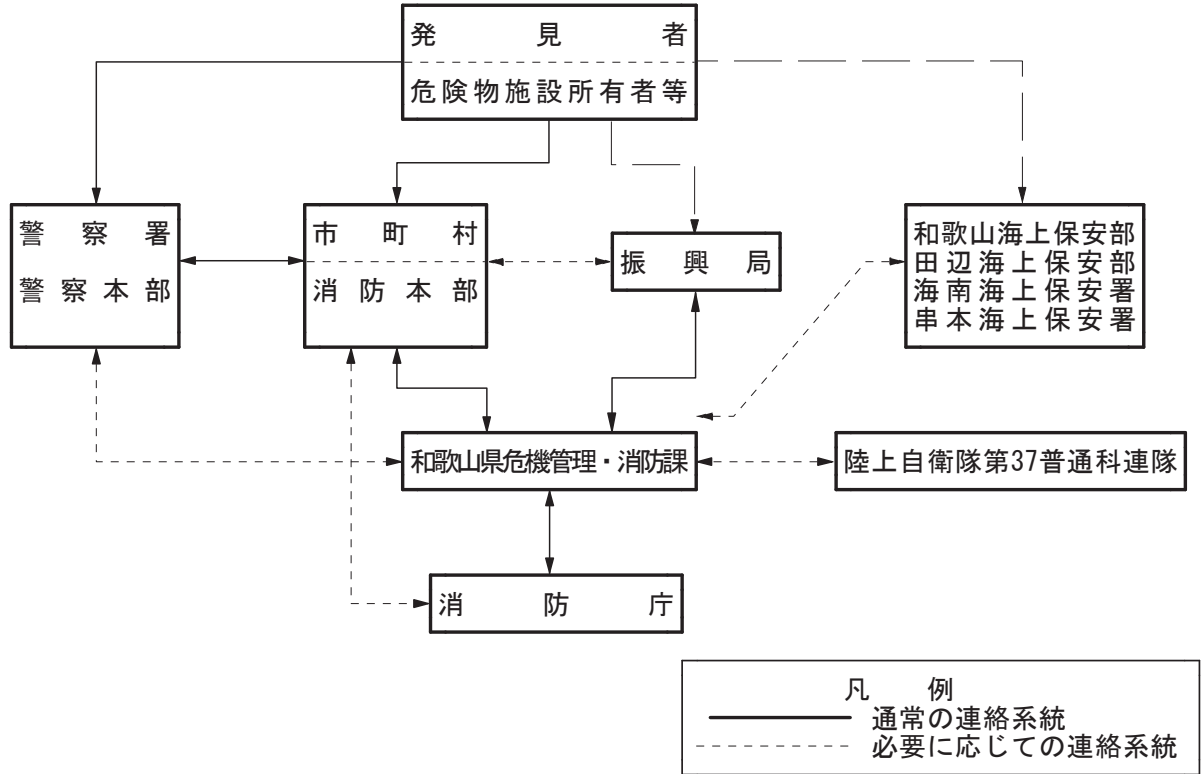 発見者
危険物施設所有者等
警察署
警察本部
市町村
消防本部
振興局
和歌山海上保安部
田辺海上保安部
海南海上保安署
串本海上保安署
和歌山県危機管理・消防課
陸上自衛隊第37普通科連隊
消防庁
凡例
通常の連絡系統
必要に応じての連絡系統